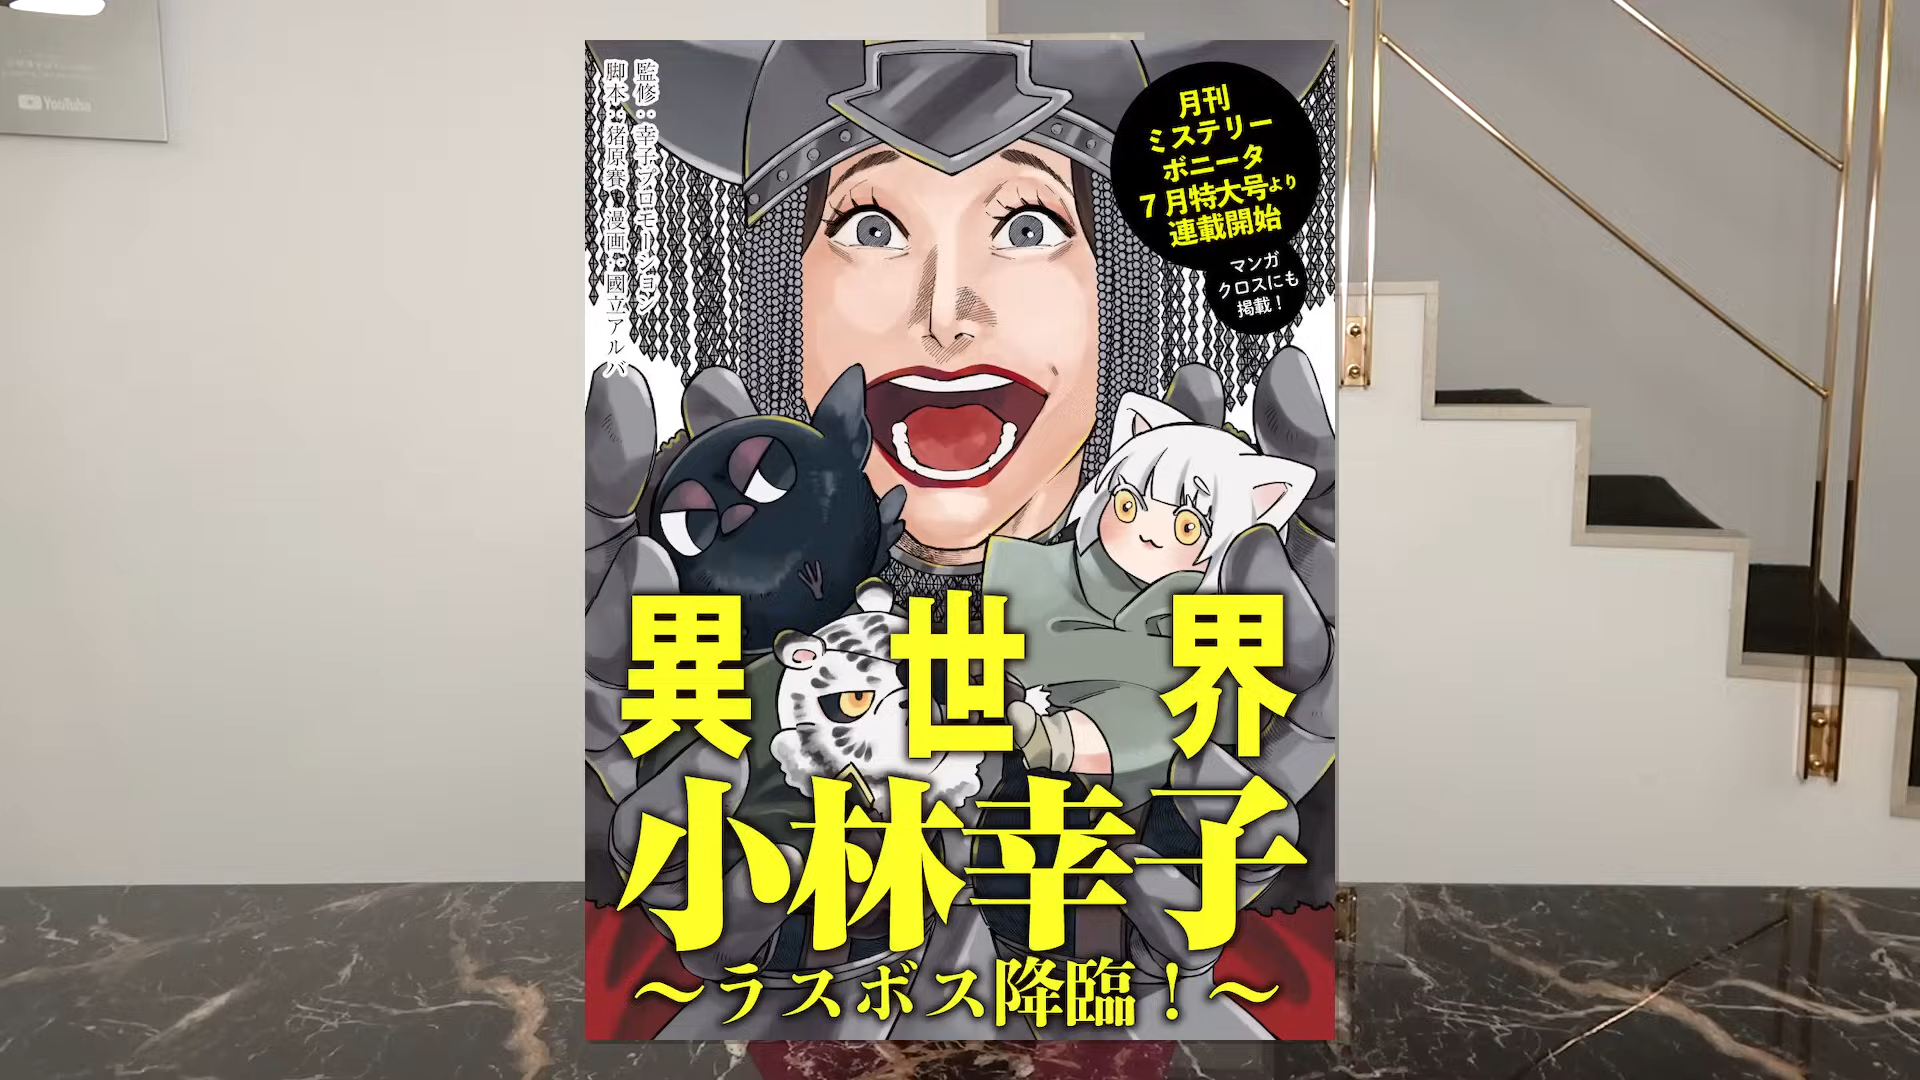 YouTube
監修：幸子プロモーション
脚本：猪原賽
漫画：國立アルバ
月刊
ミステリー
ボニータ
7月特大号より
連載開始
マンガ
クロスにも
掲載！
異世界
小林幸子
〜ラスボス降臨！〜